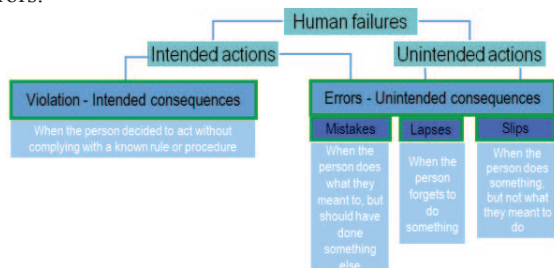 Human failures
Intended actions
Unintended actions
Violation - Intended consequences
When the person decided to act without
complying with a known rule or procedure
Errors - Unintended consequences
Mistakes
When the
person does
what they
meant to, but
should have
done
something
else
Lapses
When the
person
forgets to
do
something
Slips
When the
person does
something,
but not what
they meant to
do